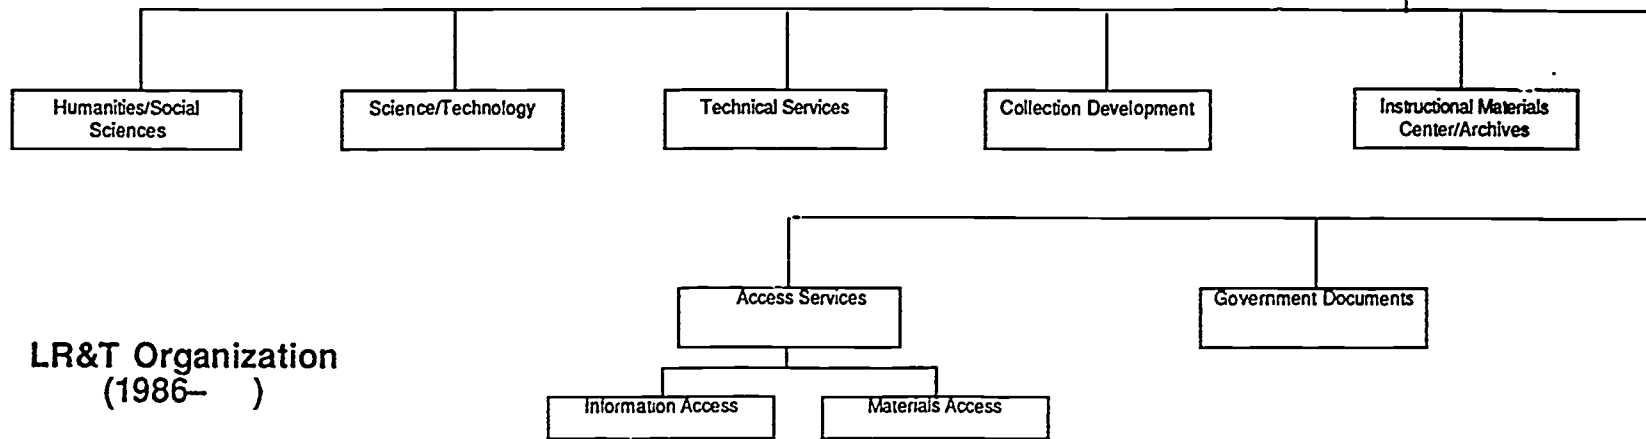 Humanities/Social
Sciences
Science/Technology
Technical Services
Collection Development
Instructional Materials
Center/Archives
Access Services
Government Documents
LR&T Organization
(1986– )
Information Access
Materials Access